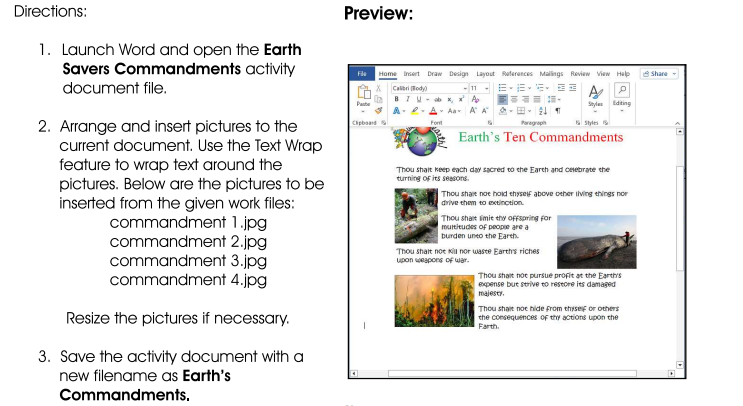 Directions:
1. Launch Word and open the Earth
Savers Commandments activity
document file.
2. Arrange and insert pictures to the
current document. Use the Text Wrap
feature to wrap text around the
pictures. Below are the pictures to be
inserted from the given work files:
commandment 1.jpg
commandment 2.jpg
commandment 3.jpg
commandment 4.jpg
Resize the pictures if necessary.
3. Save the activity document with a
new filename as Earth's
Commandments.
Preview:
File Home Insert Draw Design Layout References Mailings Review View Help Share
Calibri (Body) 11
Paste Styles Editing
Clipboard Font Paragraph Styles
Earth's Ten Commandments
Thou shalt keep each day sacred to the Earth and celebrate the
turning of its seasons.
Thou shalt not hold thyself above other living things nor
drive them to extinction.
Thou shalt limit thy offspring for
multitudes of people are a
burden unto the Earth.
Thou shalt not kill nor waste Earth's riches
upon weapons of war.
Thou shalt not pursue profit at the Earth's
expense but strive to restore its damaged
majesty.
Thou shalt not hide from thyself or others
the consequences of thy actions upon the
Earth.